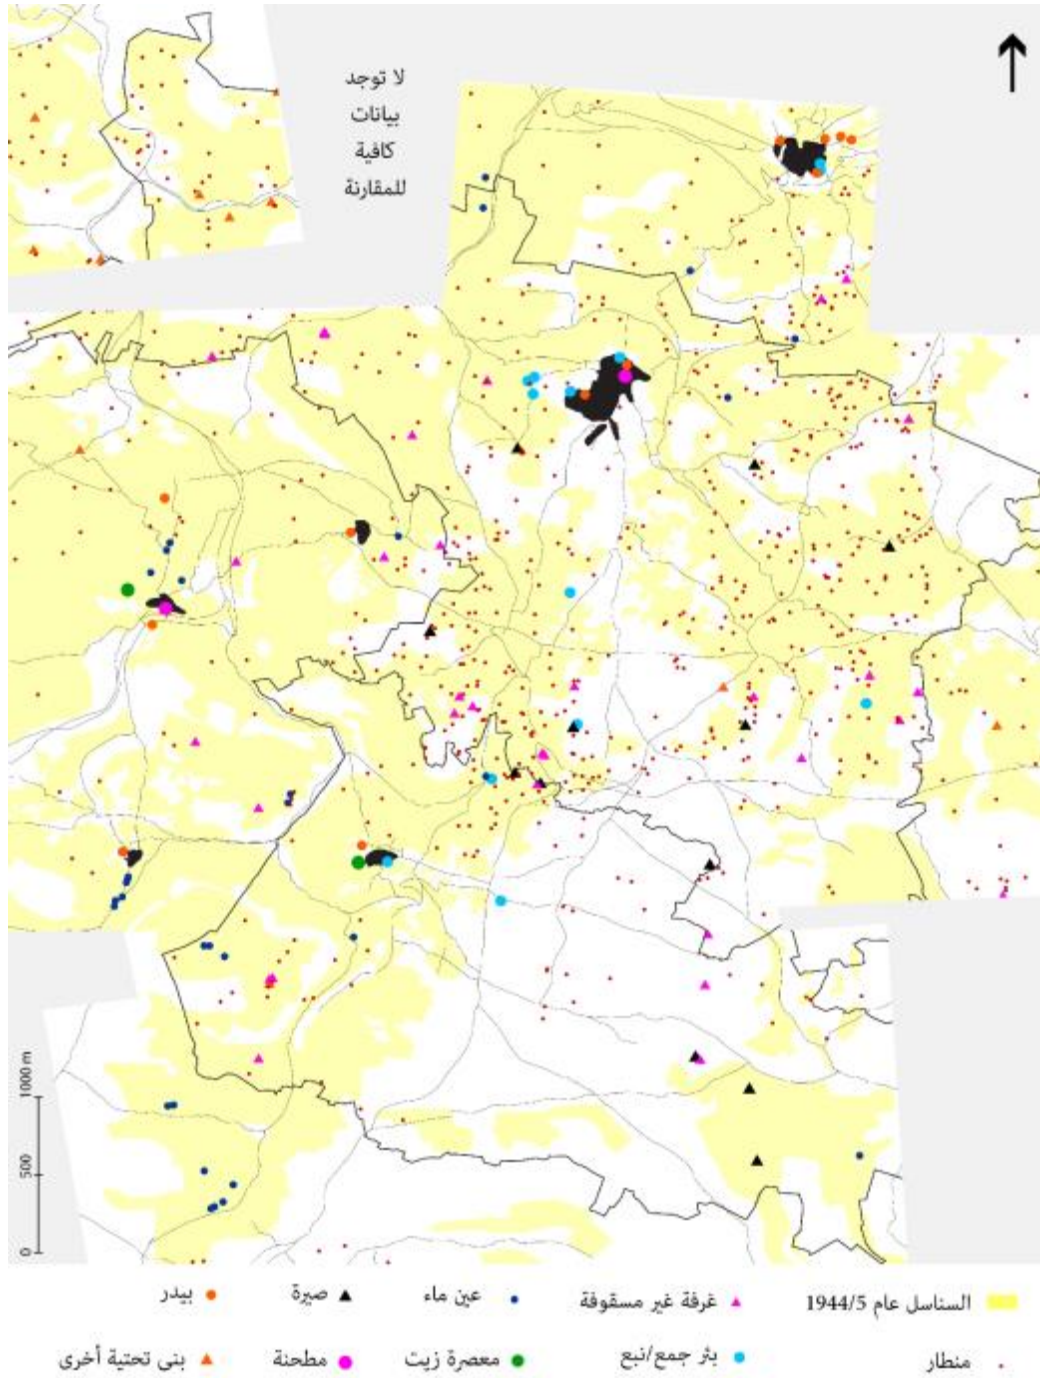 لا توجد
بيانات
كافية
للمقارنة
1000 m
500
0
السناسل عام 1944/5
غرفة غير مسقوفة
عين ماء
صيرة
بيدر
منطار
بئر جمع/نبع
معصرة زيت
مطحنة
بنى تحتية أخرى